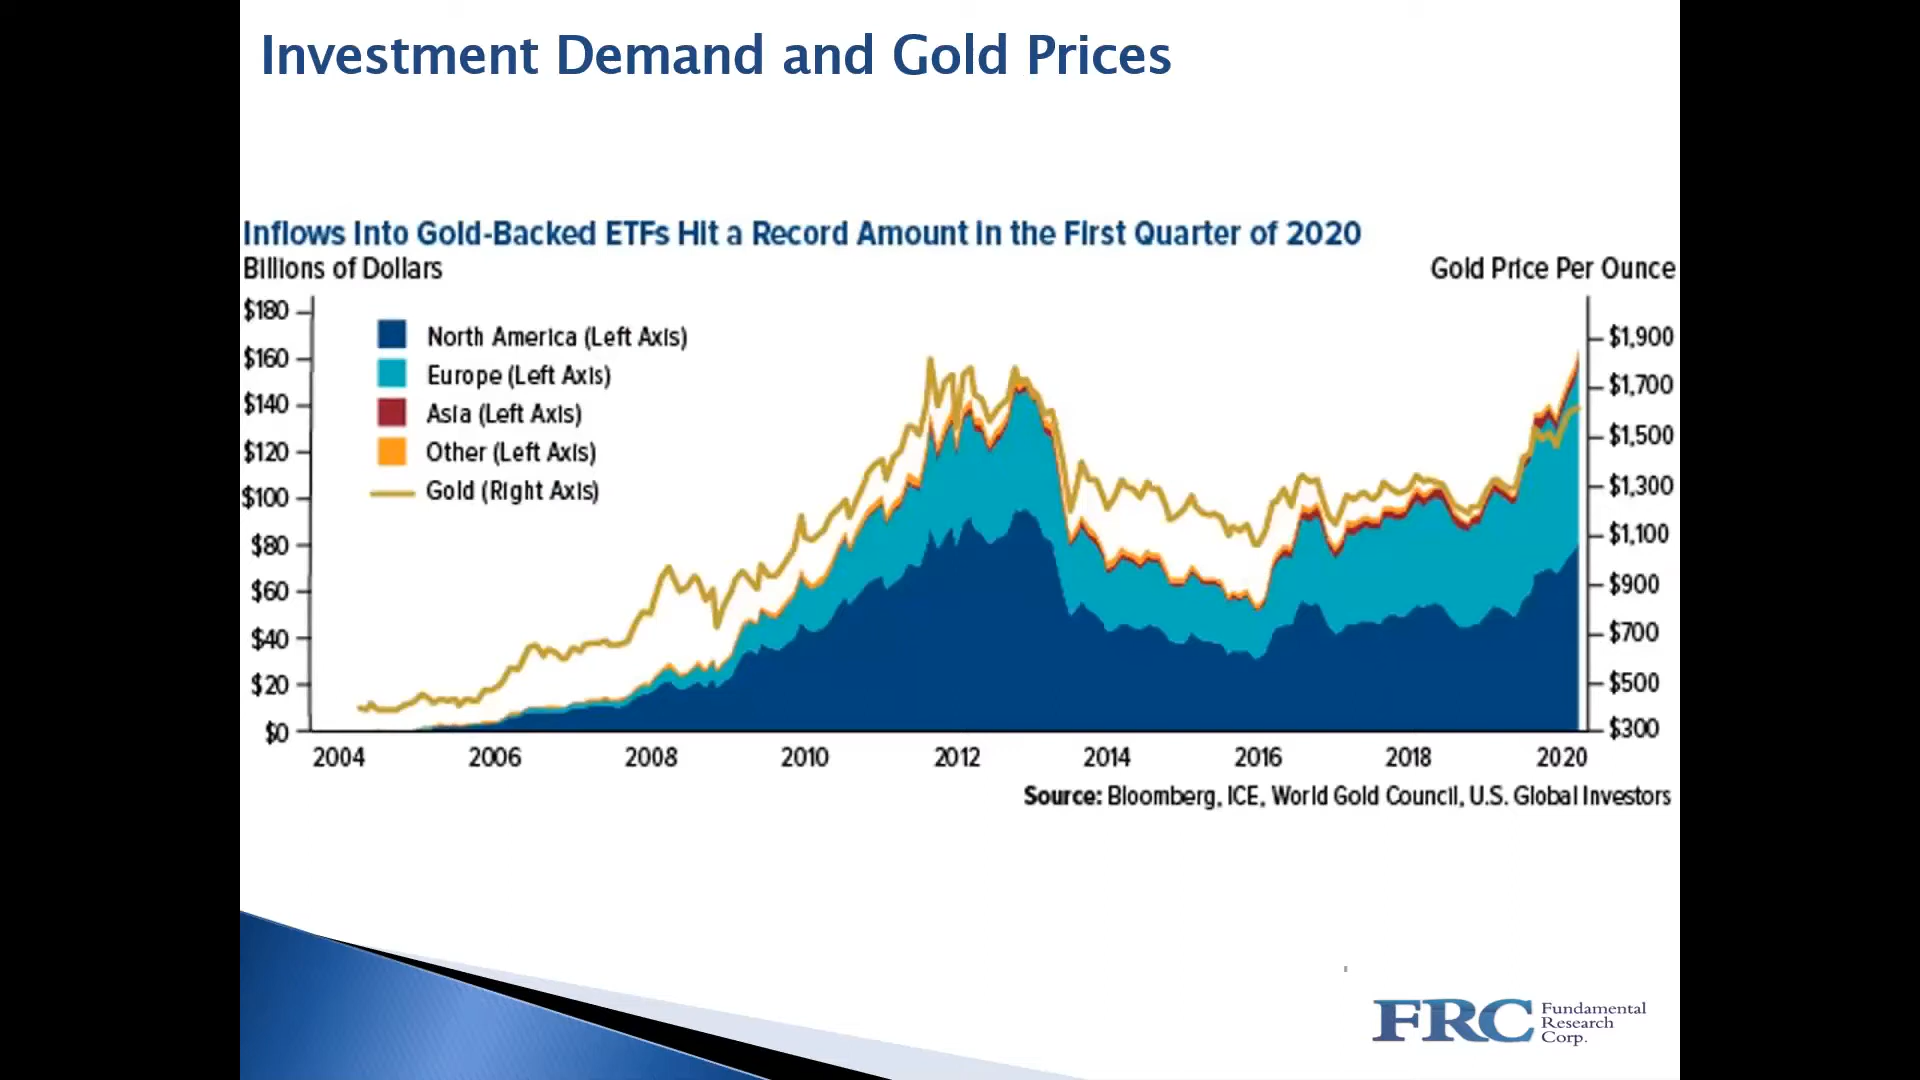 Investment Demand and Gold Prices
Inflows Into Gold-Backed ETFs Hit a Record Amount in the First Quarter of 2020
Billions of Dollars
Gold Price Per Ounce
$180
$160
$140
$120
$100
$80
$60
$40
$20
$0
North America (Left Axis)
Europe (Left Axis)
Asia (Left Axis)
Other (Left Axis)
Gold (Right Axis)
$1,900
$1,700
$1,500
$1,300
$1,100
$900
$700
$500
$300
2004 2006 2008 2010 2012 2014 2016 2018 2020
Source: Bloomberg, ICE, World Gold Council, U.S. Global Investors
FRC
Fundamental
Research
Corp.